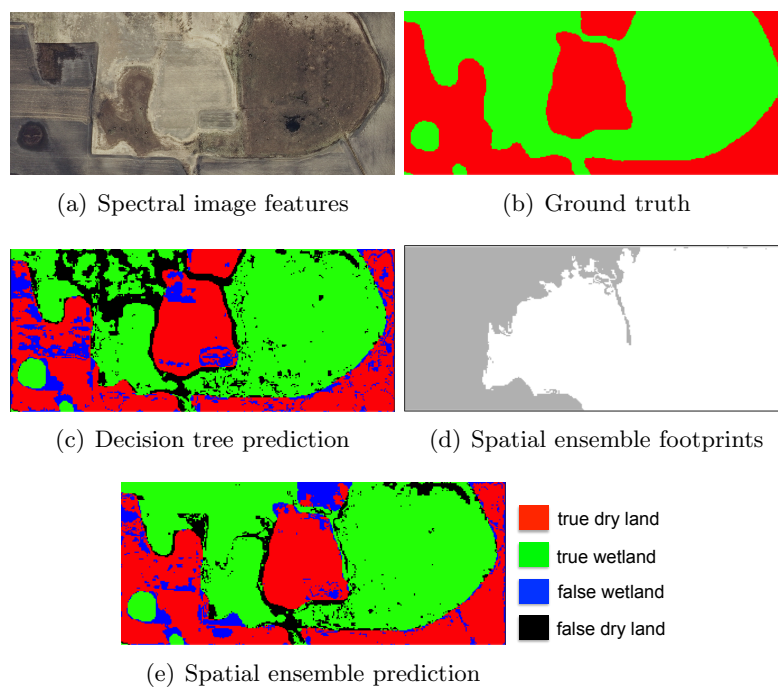 (a) Spectral image features
(b) Ground truth
(c) Decision tree prediction
(d) Spatial ensemble footprints
true dry land
true wetland
false wetland
false dry land
(e) Spatial ensemble prediction